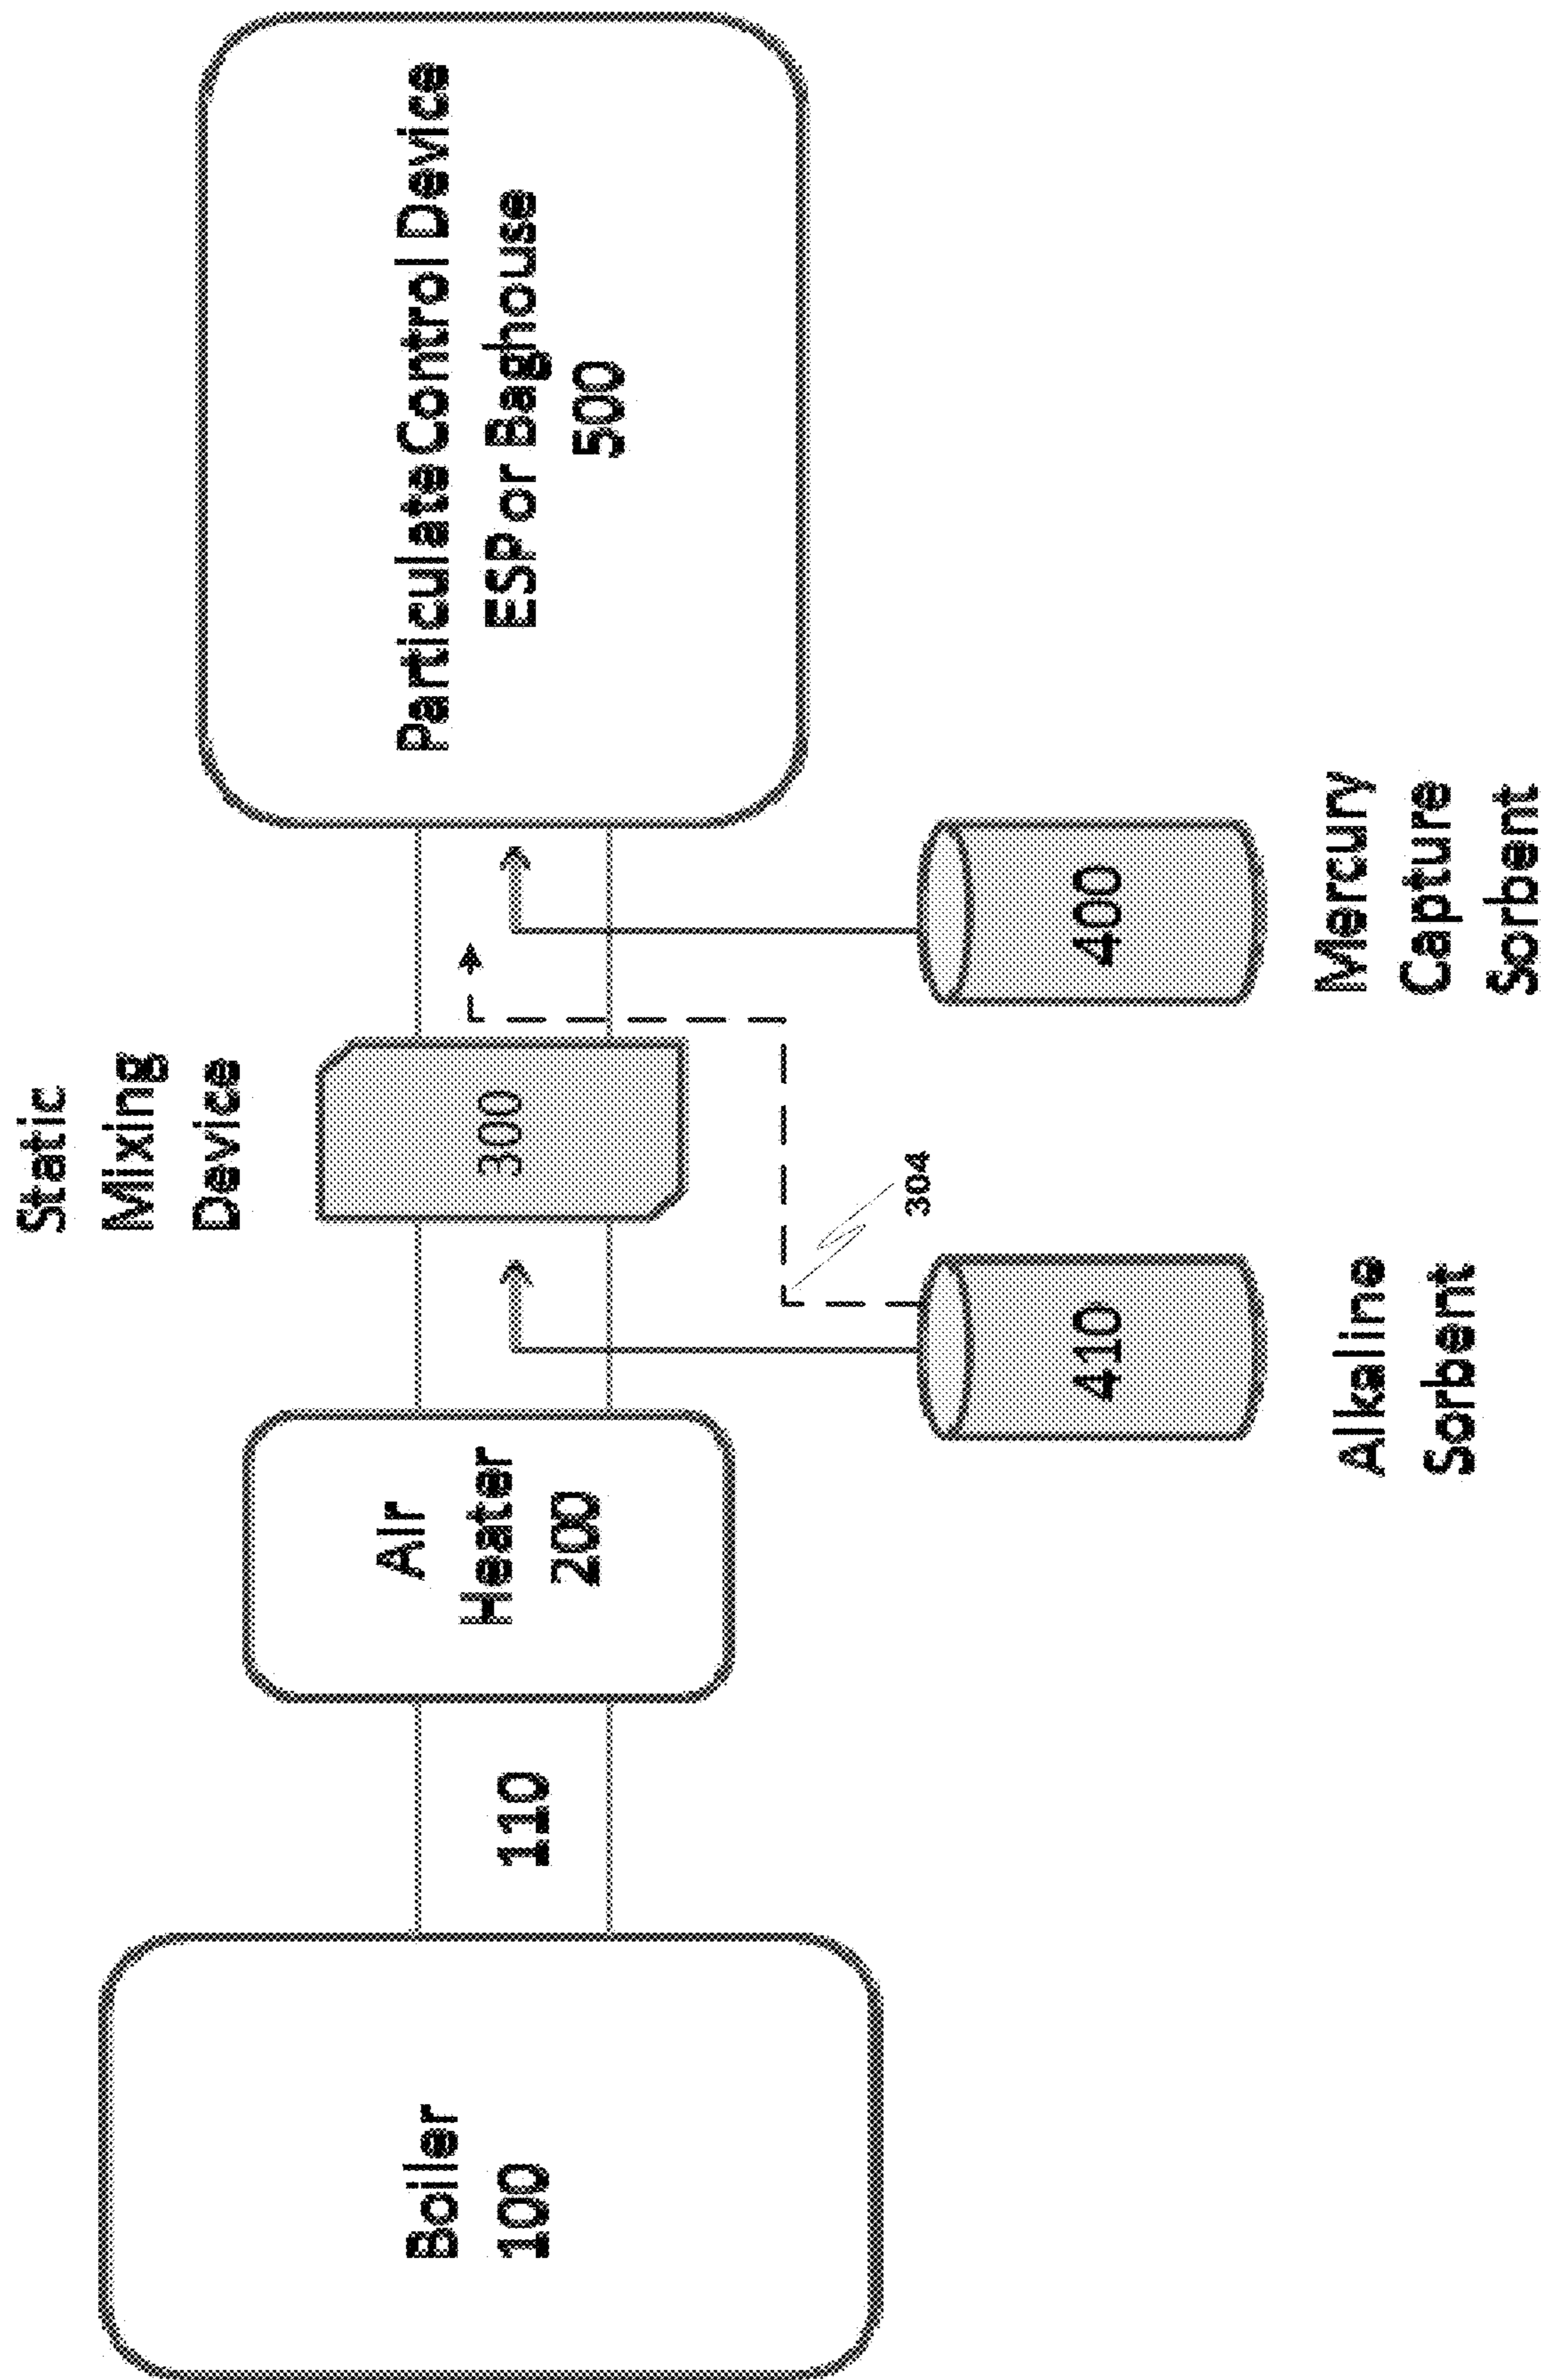 Static
Mixing
Device
Boiler
100
110
Air
Heater
200
300
Particulate Control Device
ESP or Baghouse
500
304
410
400
Alkaline
Sorbent
Mercury
Capture
Sorbent